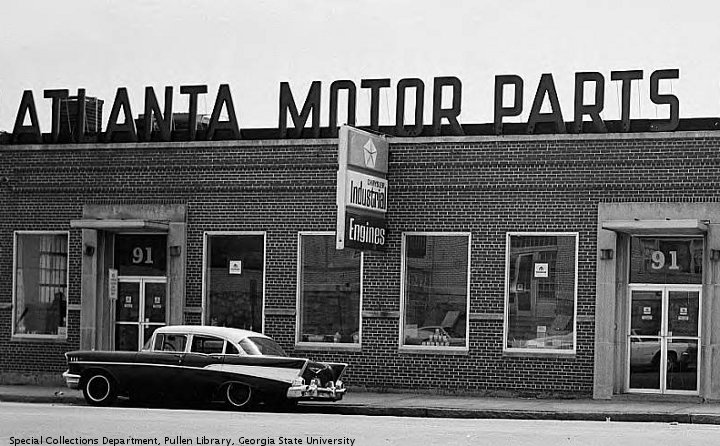 ATLANTA MOTOR PARTS
CHRYSLER
Industrial
Engines
91
91
Special Collections Department, Pullen Library, Georgia State University